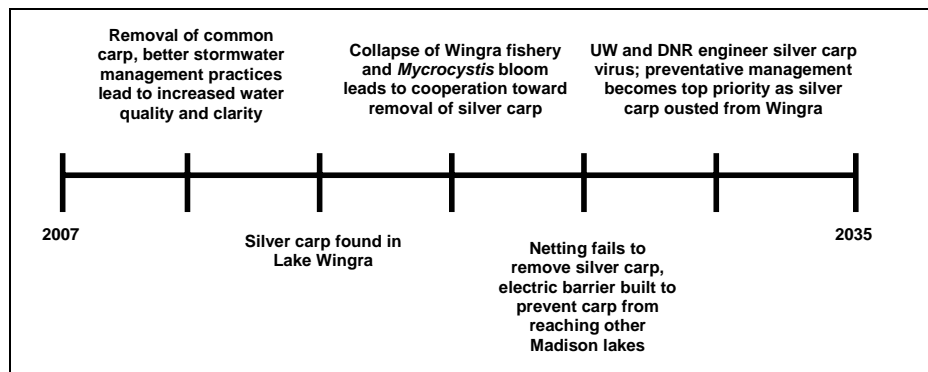 Removal of common
carp, better stormwater
management practices
lead to increased water
quality and clarity
Collapse of Wingra fishery
and Mycrocystis bloom
leads to cooperation toward
removal of silver carp
UW and DNR engineer silver carp
virus; preventative management
becomes top priority as silver
carp ousted from Wingra
2007
2035
Silver carp found in
Lake Wingra
Netting fails to
remove silver carp,
electric barrier built to
prevent carp from
reaching other
Madison lakes